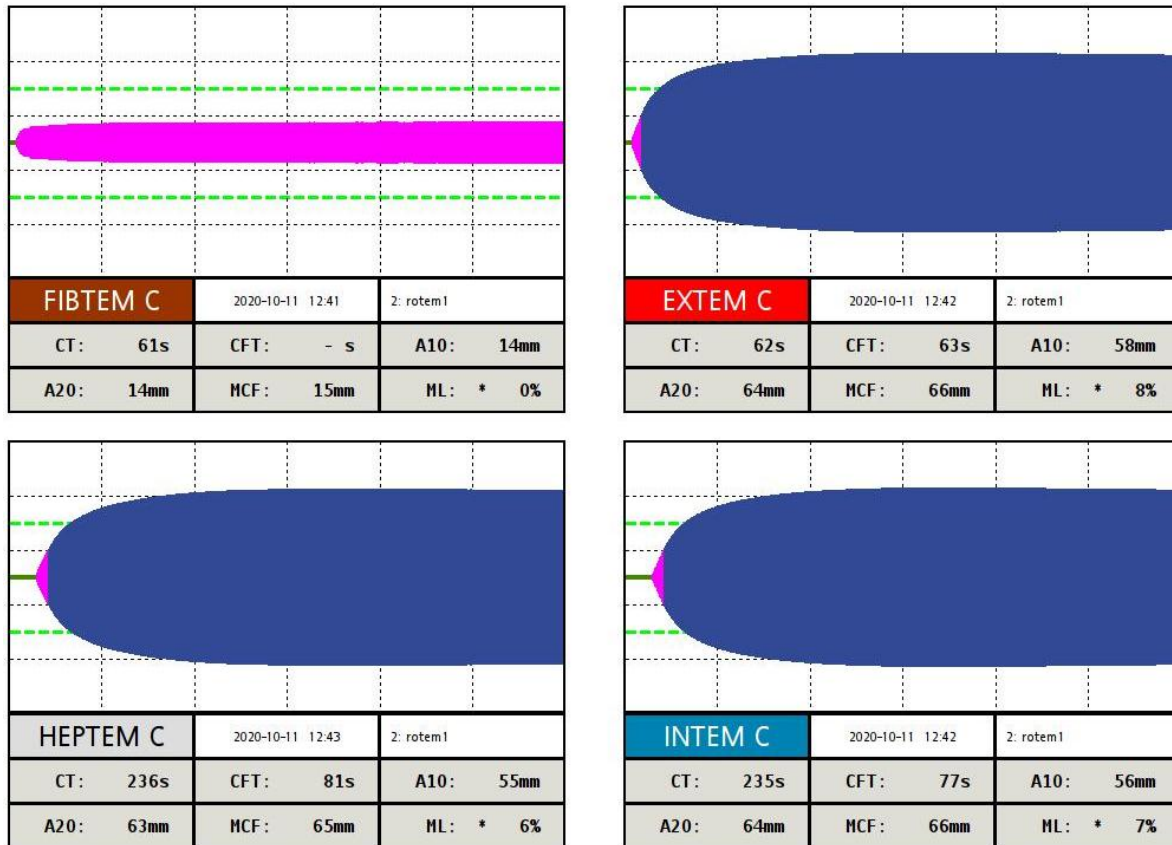 FIBTEM C 2020-10-11 12:41 2: rotem1
CT: 61s CFT: - s A10: 14mm
A20: 14mm MCF: 15mm ML: * 0%
EXTEM C 2020-10-11 12:42 2: rotem1
CT: 62s CFT: 63s A10: 58mm
A20: 64mm MCF: 66mm ML: * 8%
HEPTEM C 2020-10-11 12:43 2: rotem1
CT: 236s CFT: 81s A10: 55mm
A20: 63mm MCF: 65mm ML: * 6%
INTEM C 2020-10-11 12:42 2: rotem1
CT: 235s CFT: 77s A10: 56mm
A20: 64mm MCF: 66mm ML: * 7%